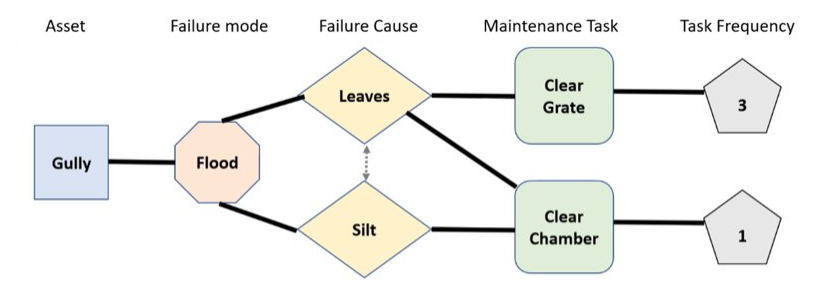 Asset Failure mode Failure Cause Maintenance Task Task Frequency
Gully
Flood
Leaves
Clear
Grate
3
Silt
Clear
Chamber
1